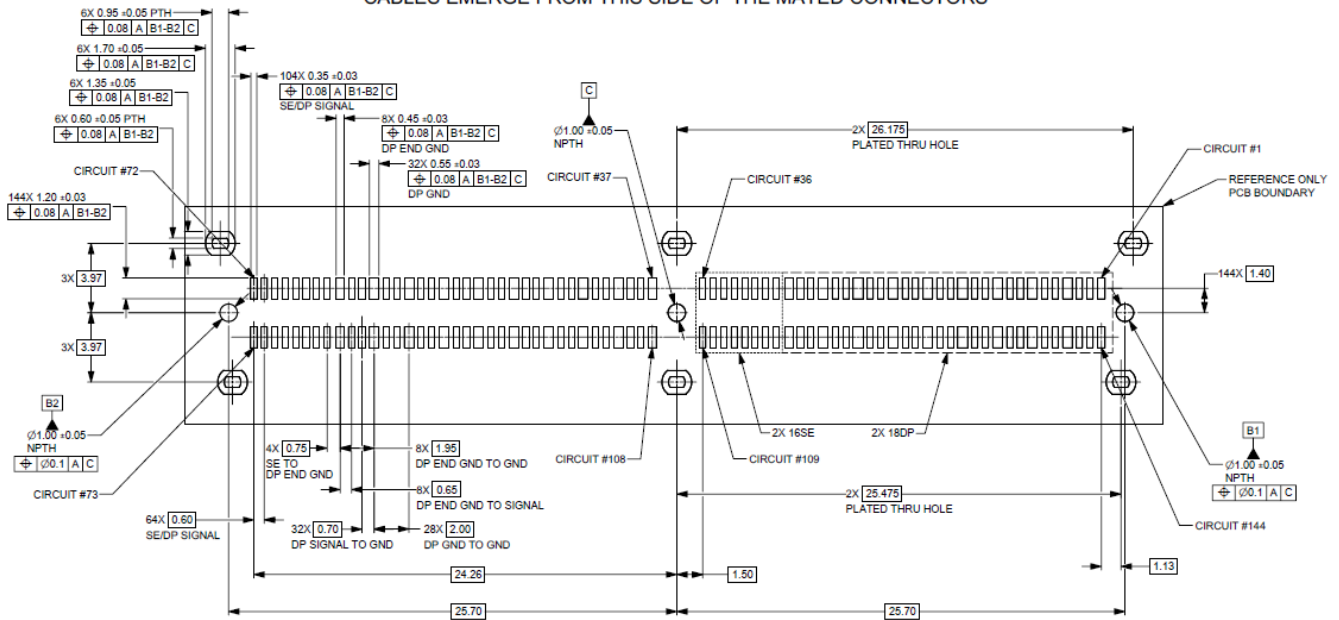 CABLES EMERGE FROM THIS SIDE OF THE MATED CONNECTORS
6X 0.95 ±0.05 PTH
⌖ 0.08 A B1-B2 C
6X 1.70 ±0.05
⌖ 0.08 A B1-B2 C
6X 1.35 ±0.05
⌖ 0.08 A B1-B2
6X 0.60 ±0.05 PTH
⌖ 0.08 A B1-B2
CIRCUIT #72
144X 1.20 ±0.03
⌖ 0.08 A B1-B2
104X 0.35 ±0.03
⌖ 0.08 A B1-B2 C
SE/DP SIGNAL
8X 0.45 ±0.03
⌖ 0.08 A B1-B2 C
DP END GND
32X 0.55 ±0.03
⌖ 0.08 A B1-B2 C
DP GND
C
Ø1.00 ±0.05
NPTH
CIRCUIT #37
CIRCUIT #36
2X 26.175
PLATED THRU HOLE
CIRCUIT #1
REFERENCE ONLY
PCB BOUNDARY
3X 3.97
3X 3.97
144X 1.40
B2
Ø1.00 ±0.05
NPTH
⌖ Ø0.1 A C
CIRCUIT #73
4X 0.75
SE TO
DP END GND
8X 1.95
DP END GND TO GND
8X 0.65
DP END GND TO SIGNAL
64X 0.60
SE/DP SIGNAL
32X 0.70
DP SIGNAL TO GND
28X 2.00
DP GND TO GND
CIRCUIT #108
CIRCUIT #109
2X 16SE
2X 18DP
2X 25.475
PLATED THRU HOLE
B1
Ø1.00 ±0.05
NPTH
⌖ Ø0.1 A C
CIRCUIT #144
24.26
1.50
1.13
25.70
25.70